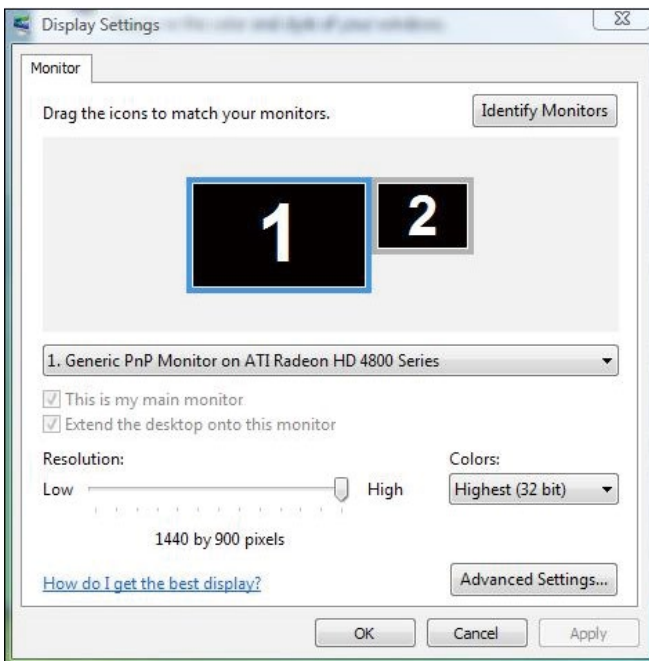 Display Settings
Monitor
Drag the icons to match your monitors.
Identify Monitors
1
2
1. Generic PnP Monitor on ATI Radeon HD 4800 Series
This is my main monitor
Extend the desktop onto this monitor
Resolution:
Colors:
Low
High
Highest (32 bit)
1440 by 900 pixels
How do I get the best display?
Advanced Settings...
OK
Cancel
Apply